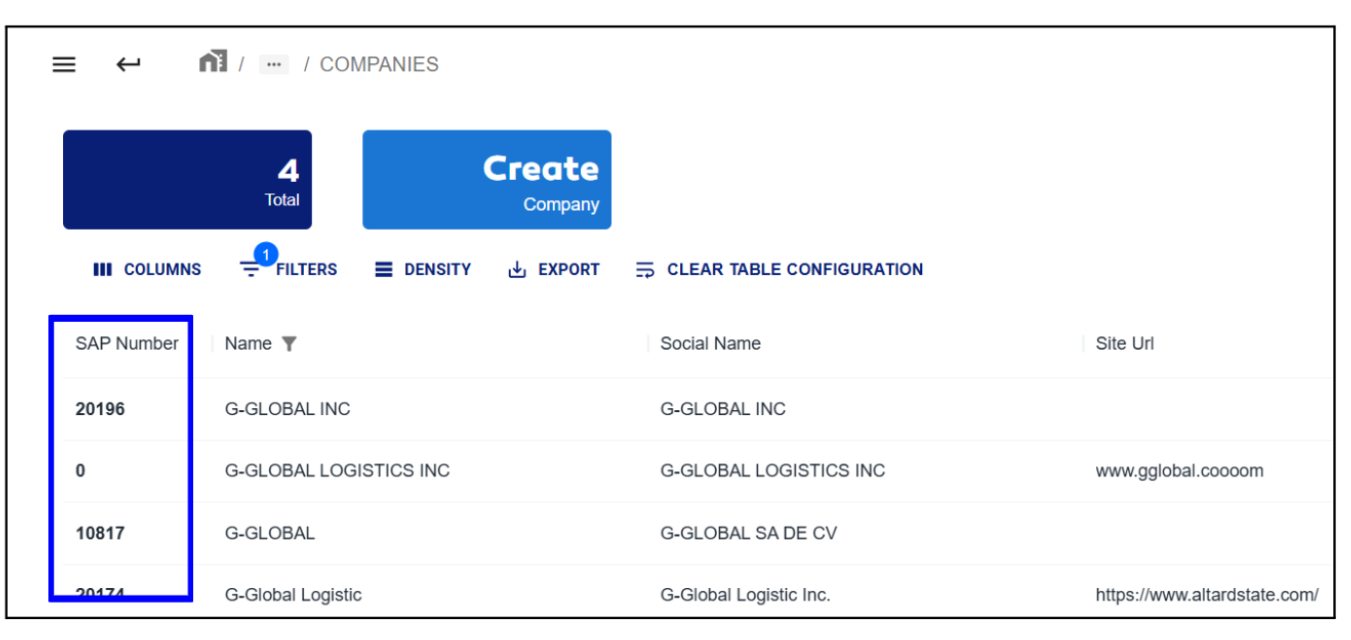 / ... / COMPANIES
4
Total
Create
Company
COLUMNS 1 FILTERS DENSITY EXPORT CLEAR TABLE CONFIGURATION
SAP Number Name Social Name Site Url
20196 G-GLOBAL INC G-GLOBAL INC
0 G-GLOBAL LOGISTICS INC G-GLOBAL LOGISTICS INC www.gglobal.coooom
10817 G-GLOBAL G-GLOBAL SA DE CV
20174 G-Global Logistic G-Global Logistic Inc. https://www.altardstate.com/